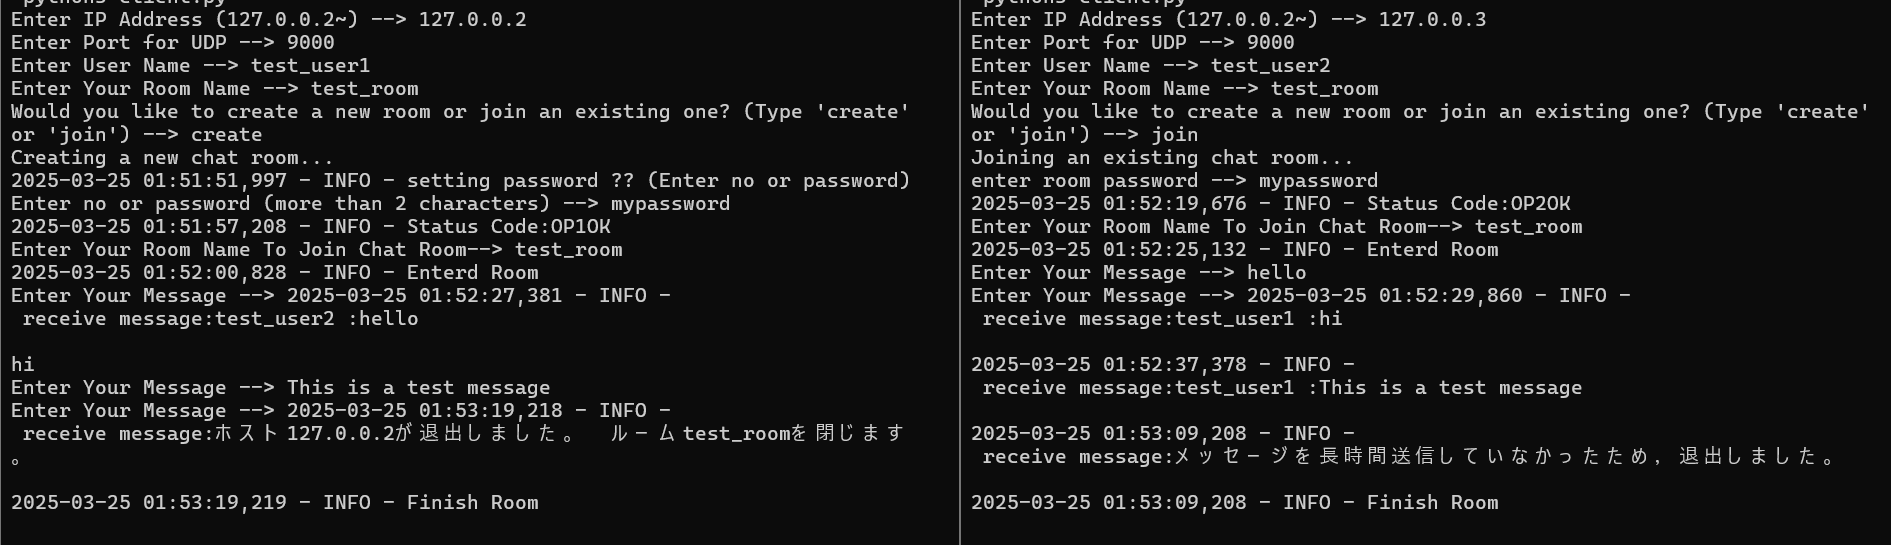 python3 client.py
Enter IP Address (127.0.0.2~) --> 127.0.0.2
Enter Port for UDP --> 9000
Enter User Name --> test_user1
Enter Your Room Name --> test_room
Would you like to create a new room or join an existing one? (Type 'create'
or 'join') --> create
Creating a new chat room...
2025-03-25 01:51:51,997 - INFO - setting password ?? (Enter no or password)
Enter no or password (more than 2 characters) --> mypassword
2025-03-25 01:51:57,208 - INFO - Status Code:OP1OK
Enter Your Room Name To Join Chat Room--> test_room
2025-03-25 01:52:00,828 - INFO - Enterd Room
Enter Your Message --> 2025-03-25 01:52:27,381 - INFO -
receive message:test_user2 :hello
hi
Enter Your Message --> This is a test message
Enter Your Message --> 2025-03-25 01:53:19,218 - INFO -
receive message:ホスト127.0.0.2が退出しました。 ルームtest_roomを閉じます
。
2025-03-25 01:53:19,219 - INFO - Finish Room
python3 client.py
Enter IP Address (127.0.0.2~) --> 127.0.0.3
Enter Port for UDP --> 9000
Enter User Name --> test_user2
Enter Your Room Name --> test_room
Would you like to create a new room or join an existing one? (Type 'create'
or 'join') --> join
Joining an existing chat room...
enter room password --> mypassword
2025-03-25 01:52:19,676 - INFO - Status Code:OP2OK
Enter Your Room Name To Join Chat Room--> test_room
2025-03-25 01:52:25,132 - INFO - Enterd Room
Enter Your Message --> hello
Enter Your Message --> 2025-03-25 01:52:29,860 - INFO -
receive message:test_user1 :hi
2025-03-25 01:52:37,378 - INFO -
receive message:test_user1 :This is a test message
2025-03-25 01:53:09,208 - INFO -
receive message:メッセージを長時間送信していなかったため，退出しました。
2025-03-25 01:53:09,208 - INFO - Finish Room